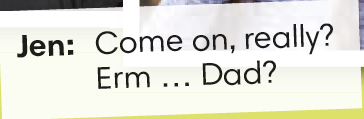 Jen: Come on, really?
Erm ... Dad?